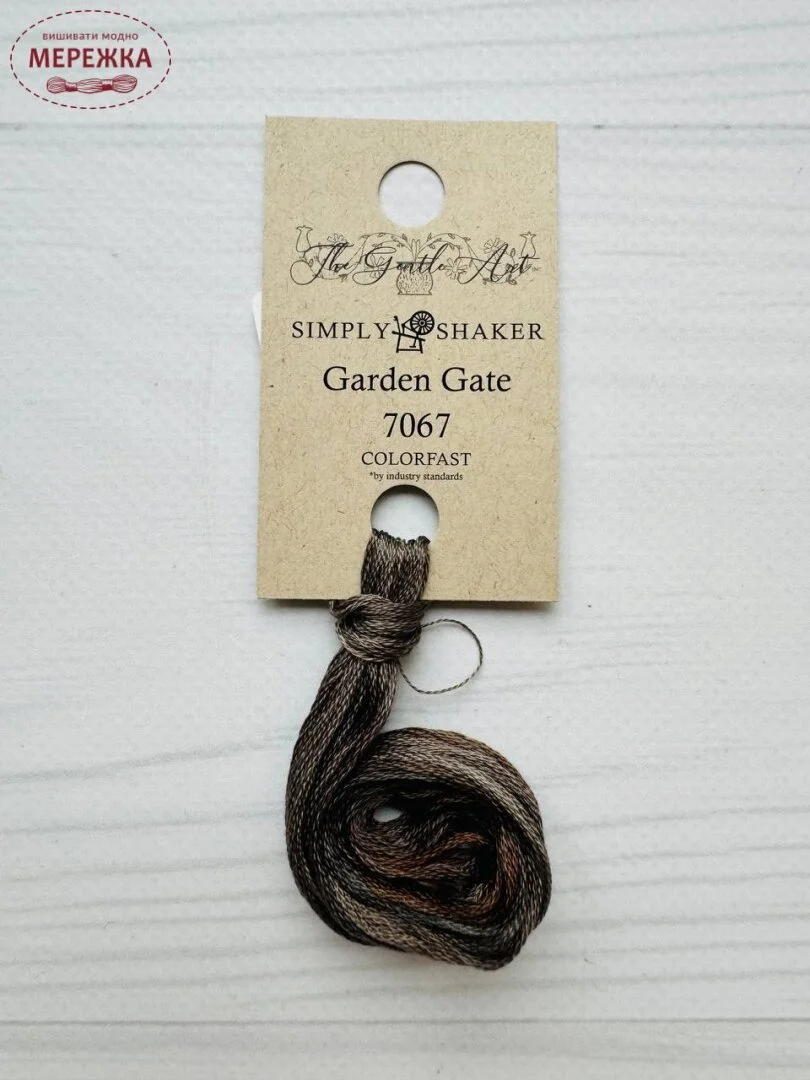 вишивати модно
МЕРЕЖКА
The Gentle Art
SIMPLY SHAKER
Garden Gate
7067
COLORFAST
*by industry standards